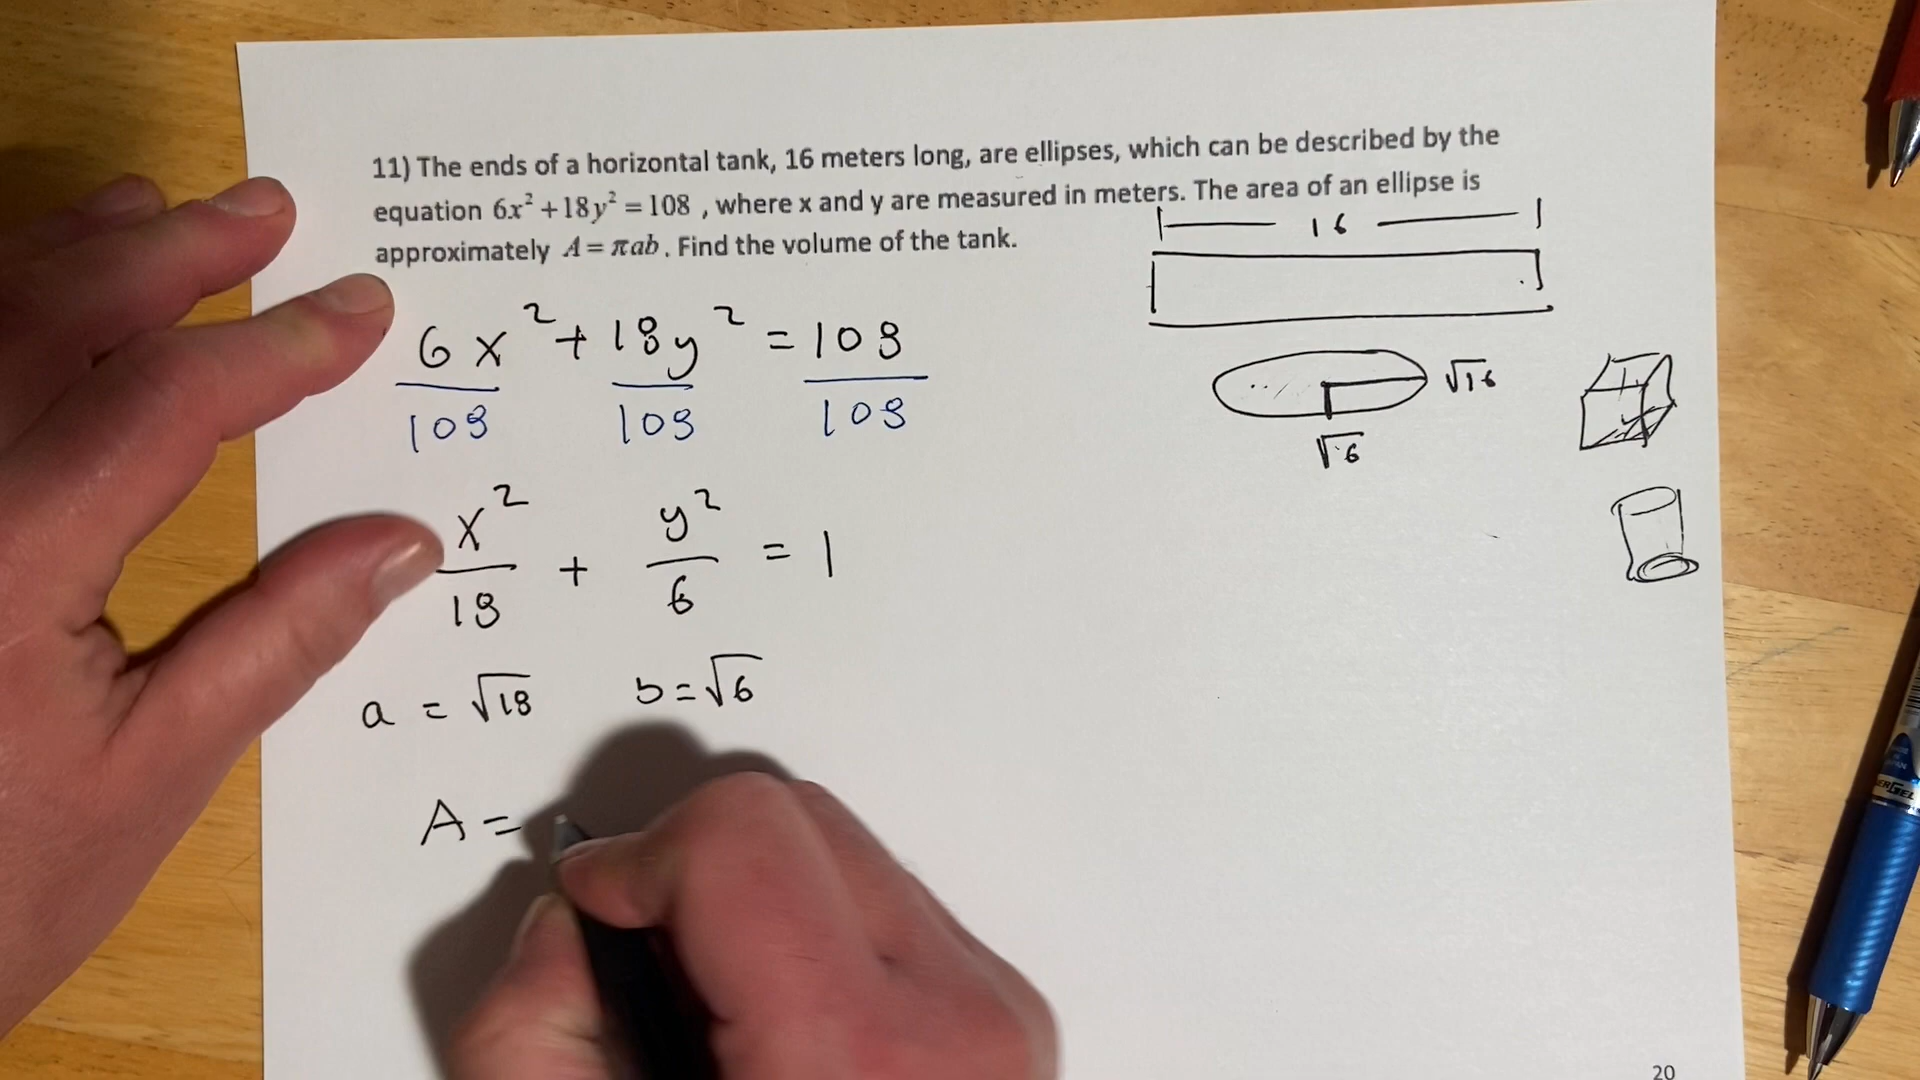 11) The ends of a horizontal tank, 16 meters long, are ellipses, which can be described by the
equation 6x² + 18y² = 108 , where x and y are measured in meters. The area of an ellipse is
approximately A = πab . Find the volume of the tank.
16
6x² + 18y² = 108
108 108 108
√16
√6
x² + y² = 1
18 6
a = √18 b = √6
A =
20